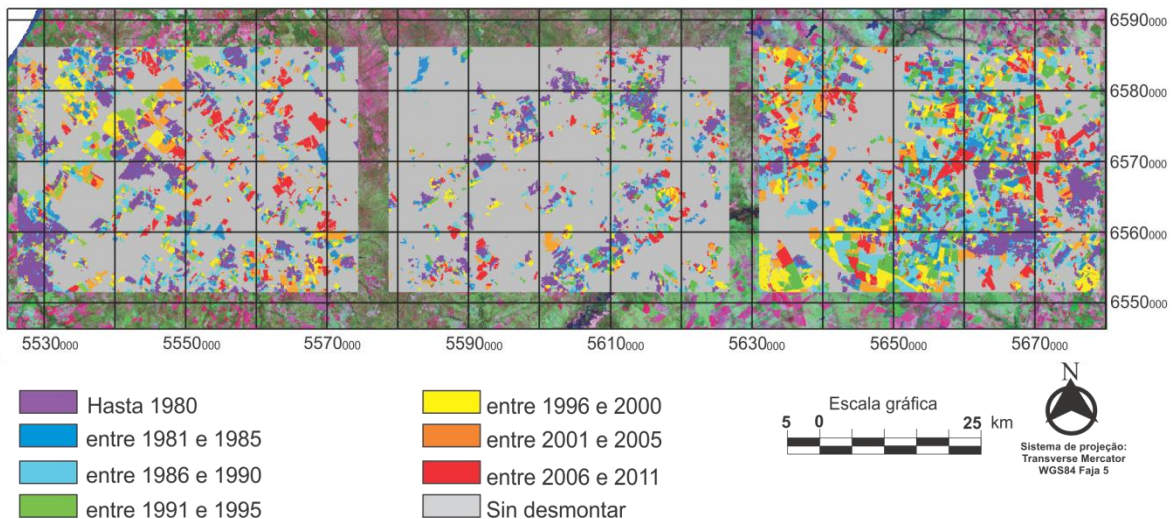 6590000
6580000
6570000
6560000
6550000
5530000 5550000 5570000 5590000 5610000 5630000 5650000 5670000
Hasta 1980
entre 1981 e 1985
entre 1986 e 1990
entre 1991 e 1995
entre 1996 e 2000
entre 2001 e 2005
entre 2006 e 2011
Sin desmontar
Escala gráfica
5 0 25 km
N
Sistema de projeção:
Transverse Mercator
WGS84 Faja 5